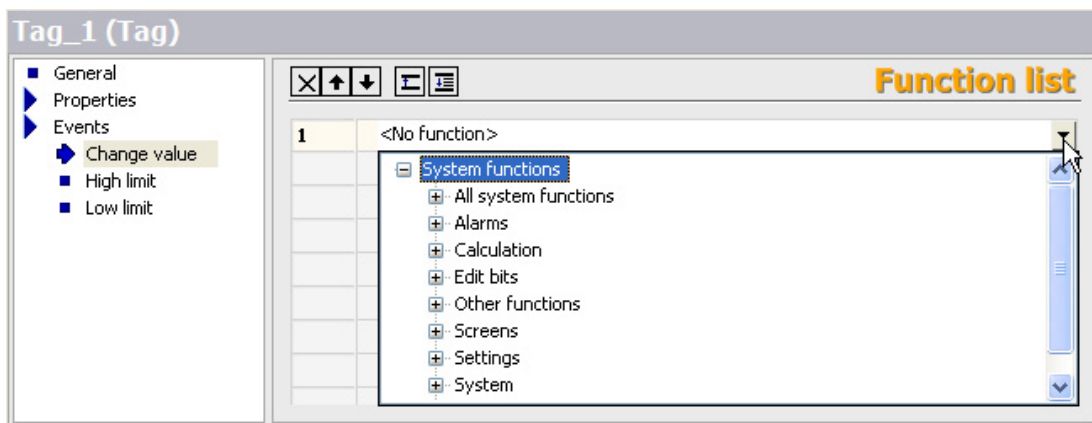 Tag_1 (Tag)
General
Properties
Events
Change value
High limit
Low limit
Function list
1 <No function>
System functions
All system functions
Alarms
Calculation
Edit bits
Other functions
Screens
Settings
System